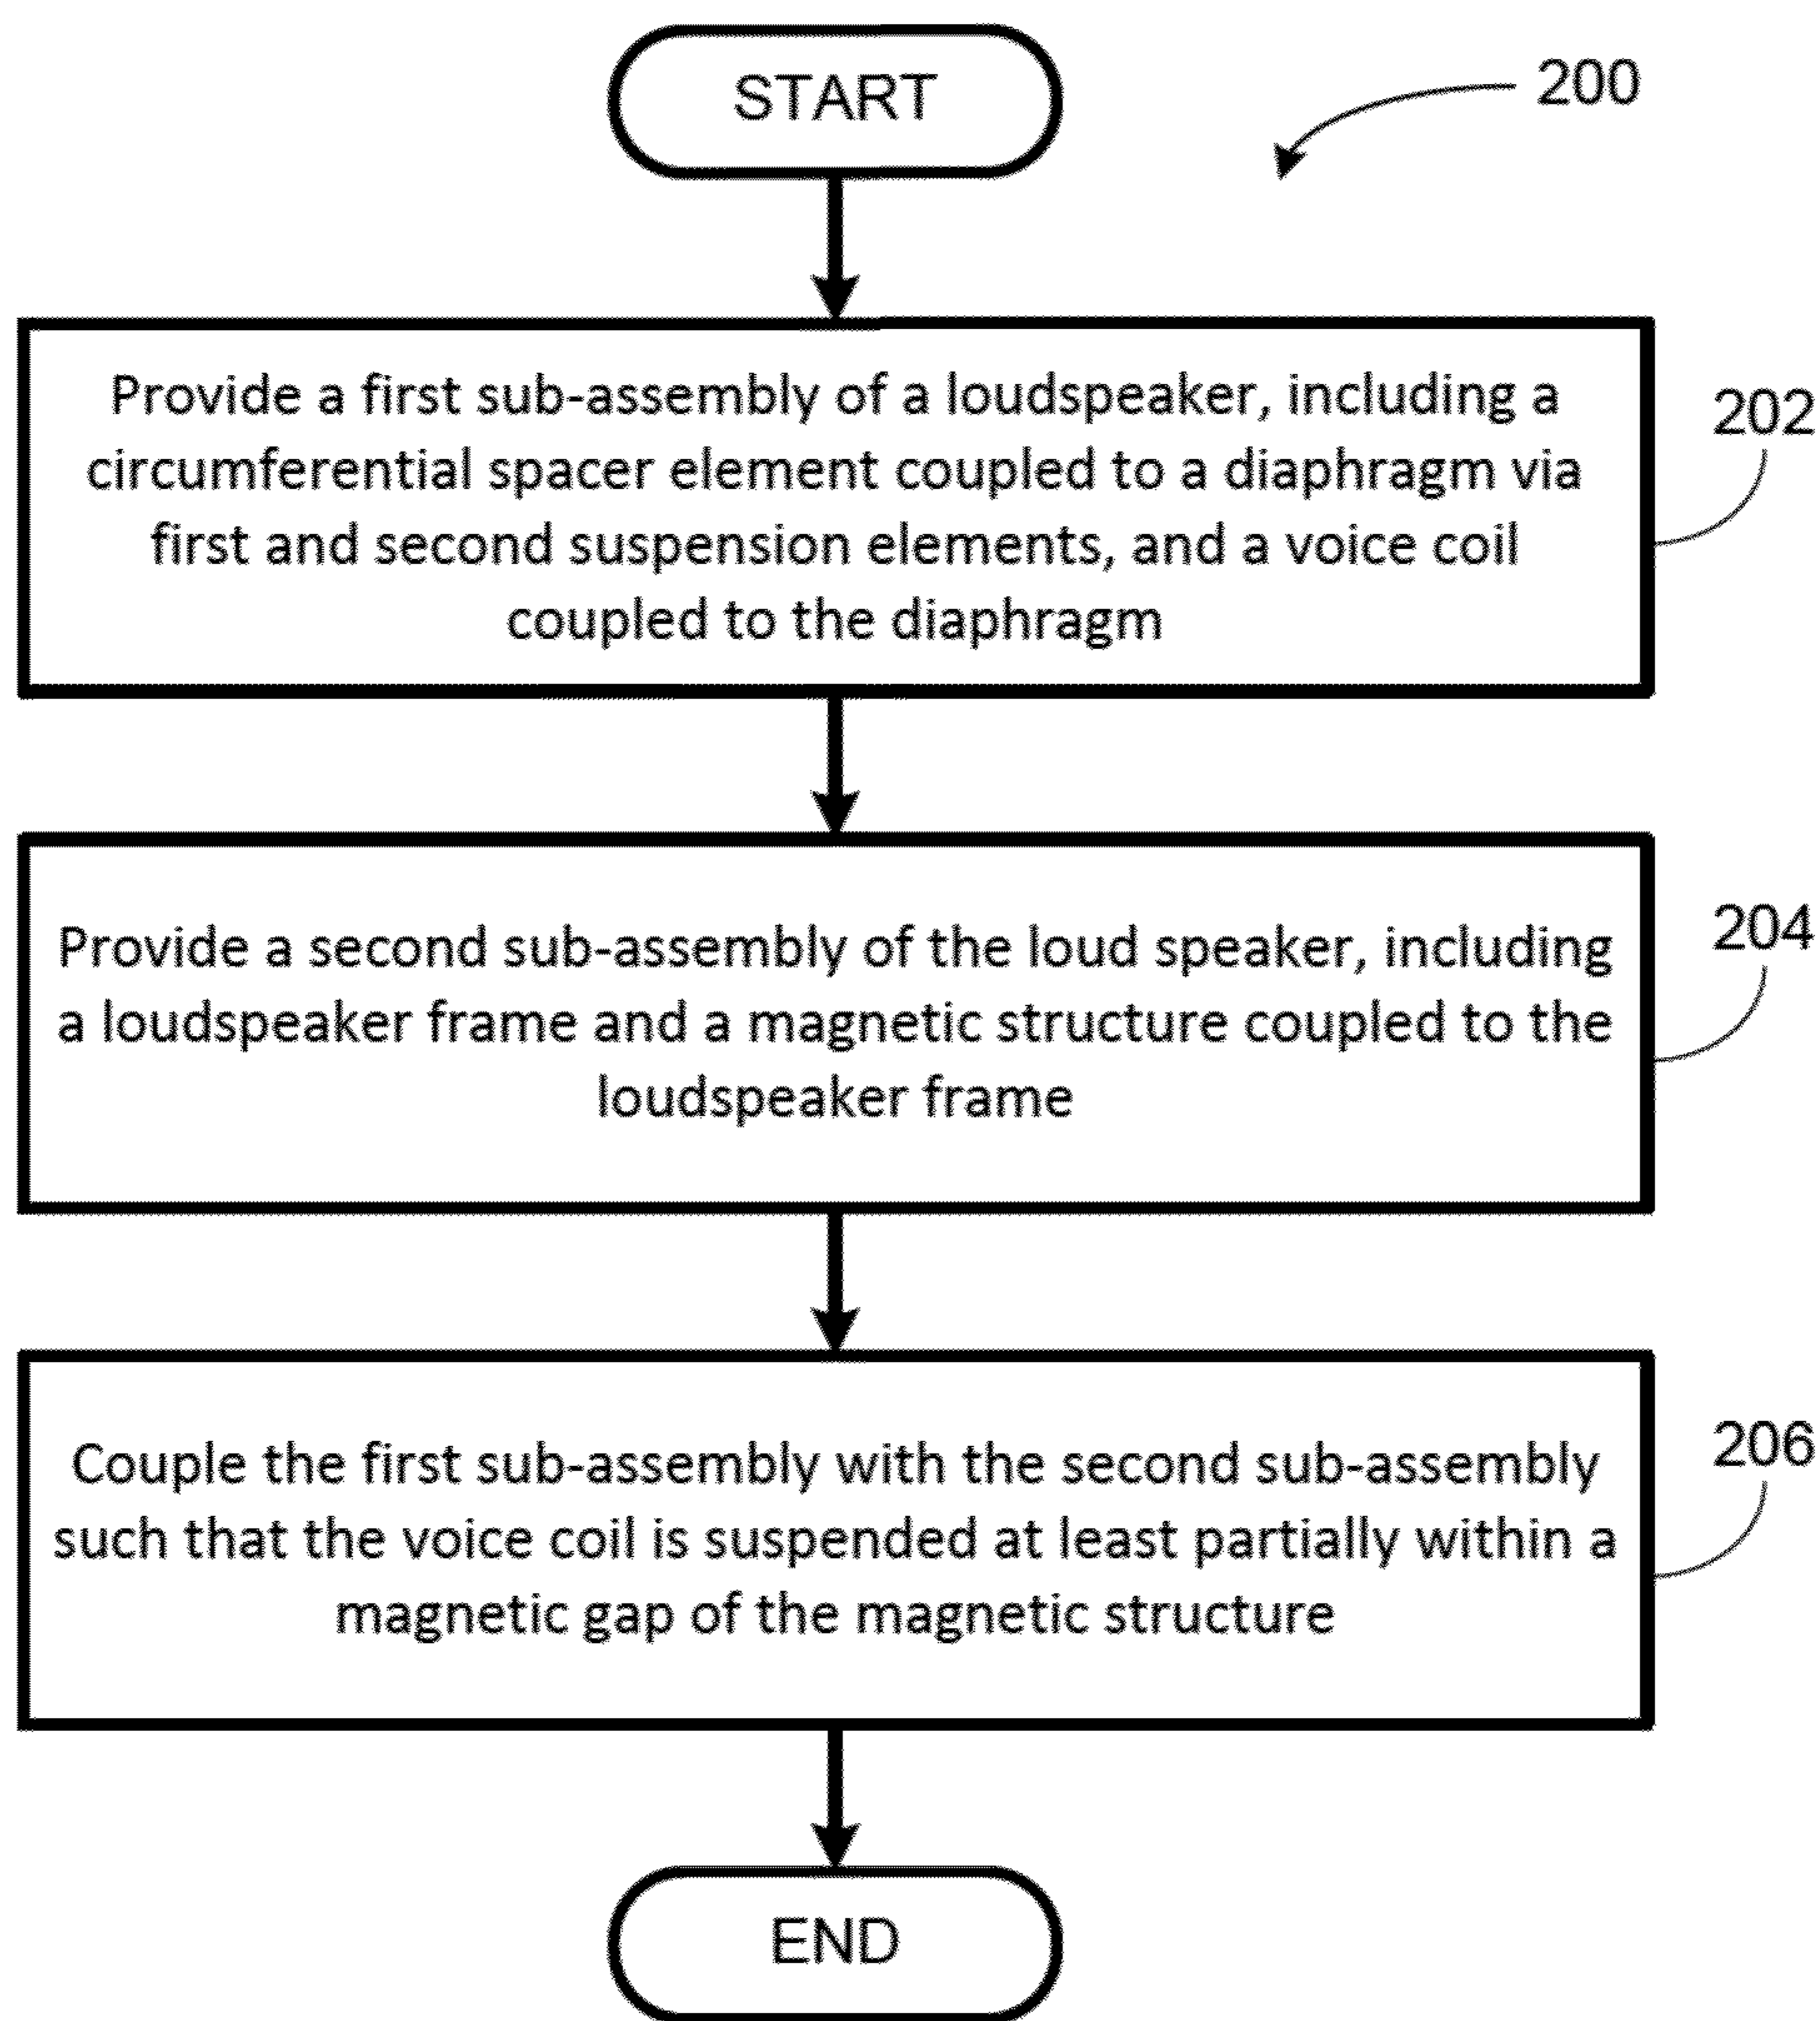 START
200
Provide a first sub-assembly of a loudspeaker, including a
circumferential spacer element coupled to a diaphragm via
first and second suspension elements, and a voice coil
coupled to the diaphragm
202
Provide a second sub-assembly of the loud speaker, including
a loudspeaker frame and a magnetic structure coupled to the
loudspeaker frame
204
Couple the first sub-assembly with the second sub-assembly
such that the voice coil is suspended at least partially within a
magnetic gap of the magnetic structure
206
END